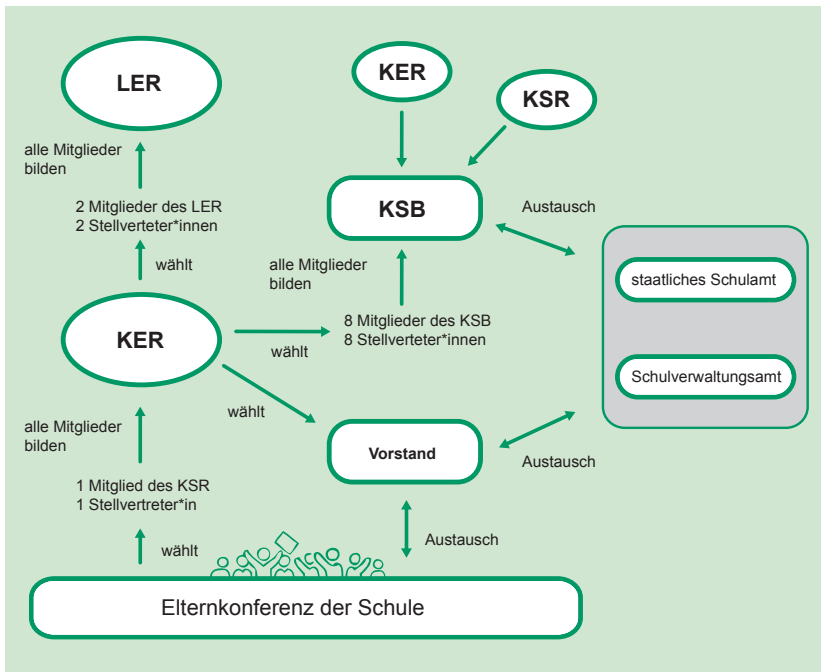 LER
KER
KSR
alle Mitglieder
bilden
2 Mitglieder des LER
2 Stellverteter*innen
KSB
Austausch
wählt
alle Mitglieder
bilden
staatliches Schulamt
KER
8 Mitglieder des KSB
8 Stellverteter*innen
wählt
Schulverwaltungsamt
wählt
alle Mitglieder
bilden
Vorstand
Austausch
1 Mitglied des KSR
1 Stellvertreter*in
wählt
Austausch
Elternkonferenz der Schule